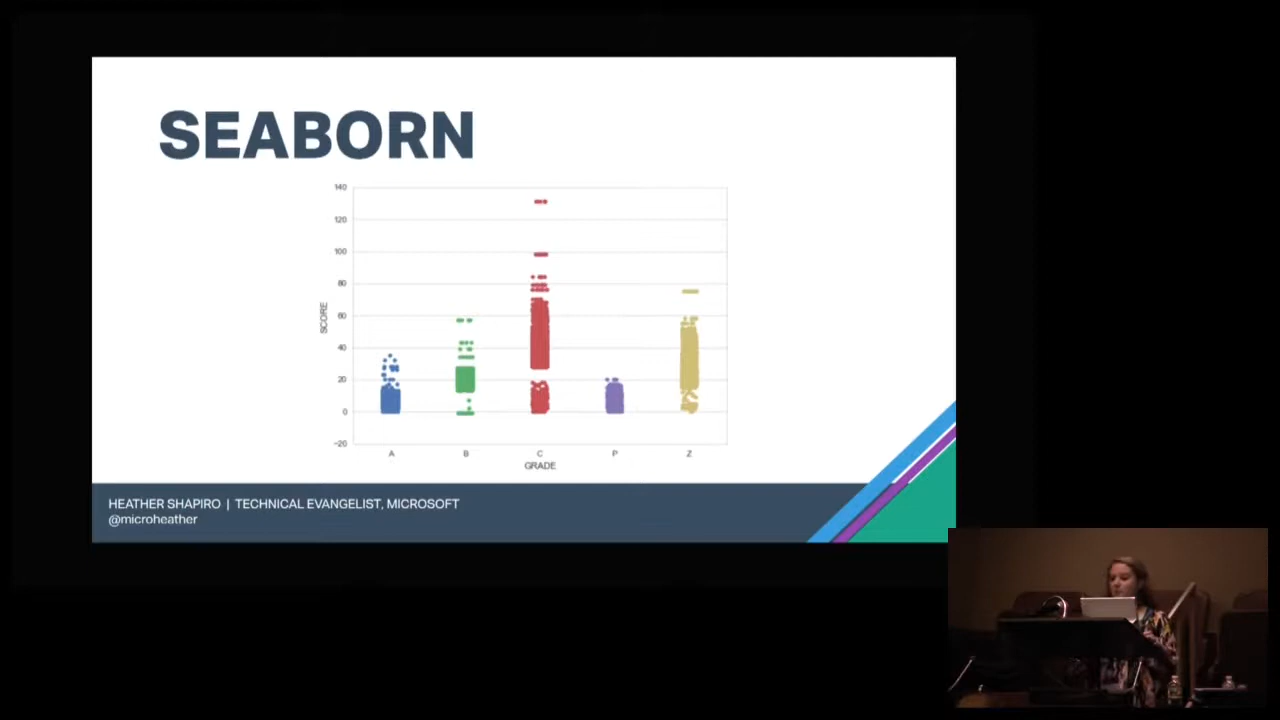 SEABORN
140
120
100
80
60
40
20
0
-20
SCORE
A B C P Z
GRADE
HEATHER SHAPIRO | TECHNICAL EVANGELIST, MICROSOFT
@microheather